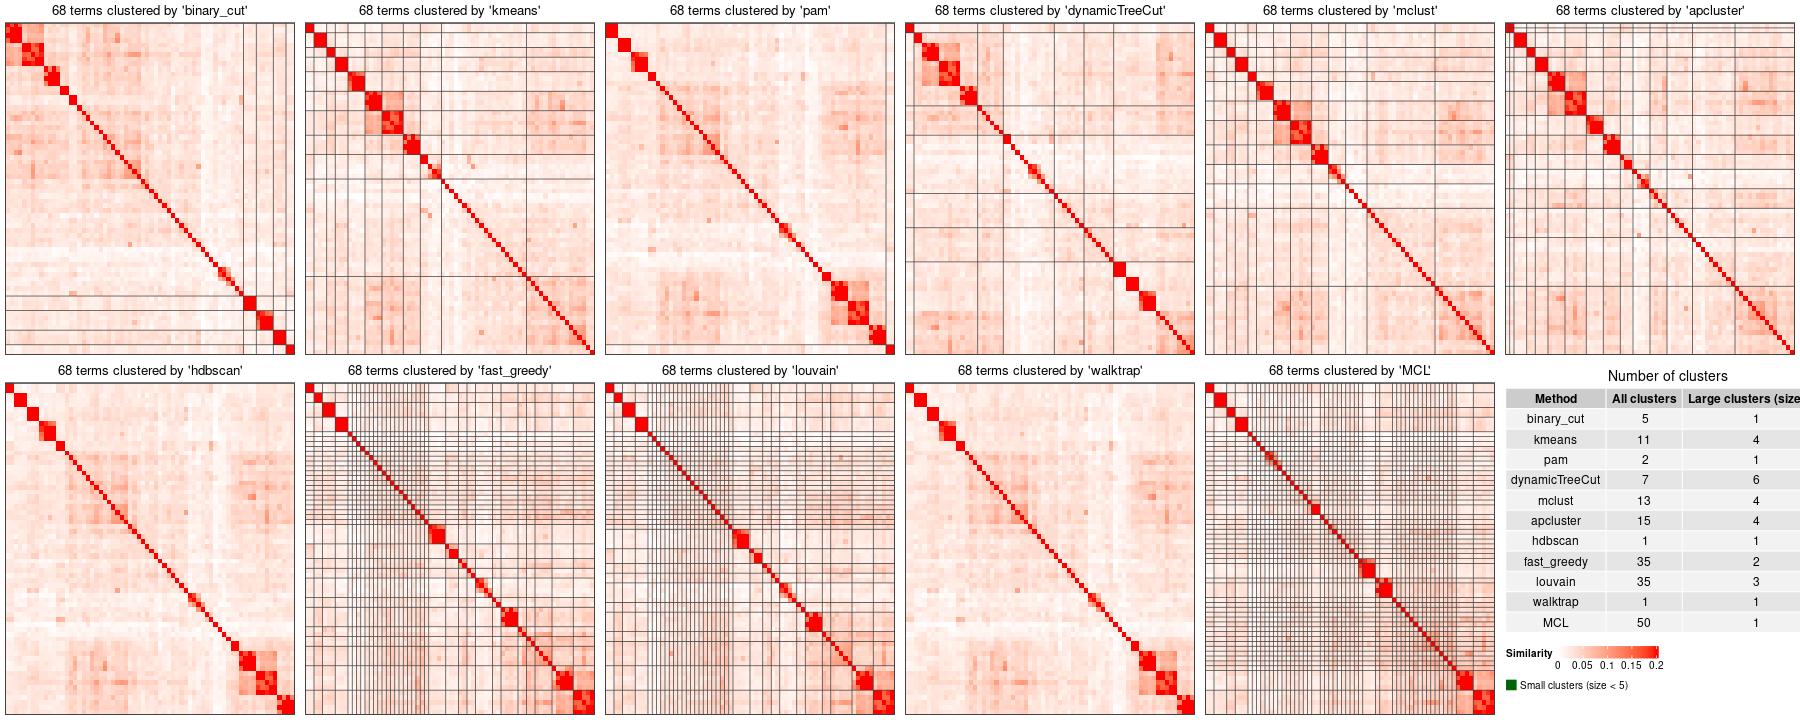 68 terms clustered by 'binary_cut'
68 terms clustered by 'kmeans'
68 terms clustered by 'pam'
68 terms clustered by 'dynamicTreeCut'
68 terms clustered by 'mclust'
68 terms clustered by 'apcluster'
68 terms clustered by 'hdbscan'
68 terms clustered by 'fast_greedy'
68 terms clustered by 'louvain'
68 terms clustered by 'walktrap'
68 terms clustered by 'MCL'
Number of clusters
Method All clusters Large clusters (size
binary_cut 5 1
kmeans 11 4
pam 2 1
dynamicTreeCut 7 6
mclust 13 4
apcluster 15 4
hdbscan 1 1
fast_greedy 35 2
louvain 35 3
walktrap 1 1
MCL 50 1
Similarity
0 0.05 0.1 0.15 0.2
Small clusters (size < 5)